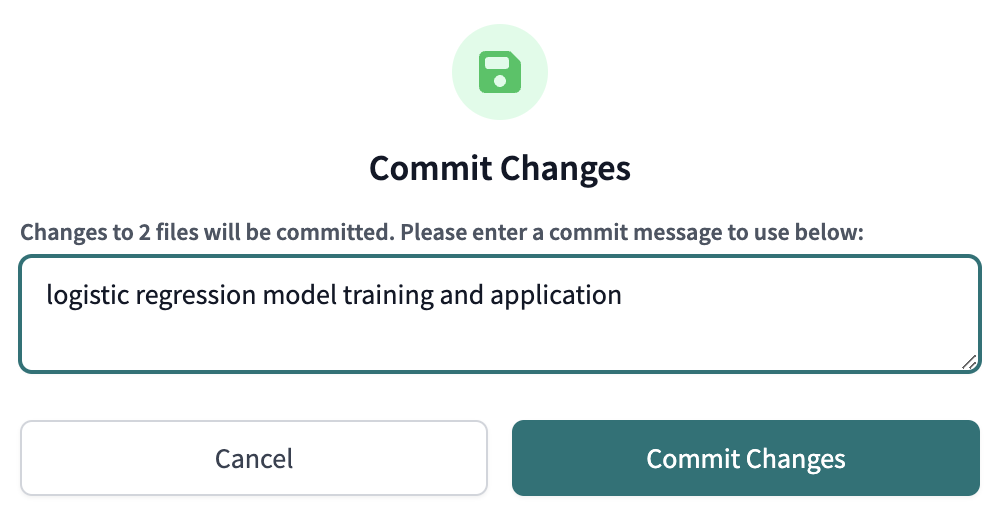 Commit Changes
Changes to 2 files will be committed. Please enter a commit message to use below:
logistic regression model training and application
Cancel
Commit Changes